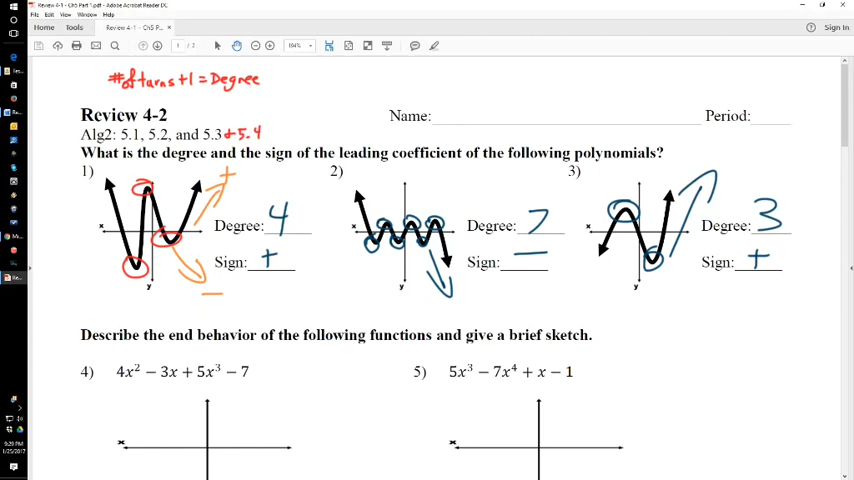 Review 4-1 - Ch5 Part 1.pdf - Adobe Acrobat Reader DC
File Edit View Window Help
Home Tools Review 4-1 - Ch5 P... × Sign In
1 / 2 104%
#of turns+1=Degree
Review 4-2 Name: Period:
Alg2: 5.1, 5.2, and 5.3 +5.4
What is the degree and the sign of the leading coefficient of the following polynomials?
1) x y + − Degree: 4
Sign: +
2) x y Degree: 7
Sign: −
3) x y Degree: 3
Sign: +
Describe the end behavior of the following functions and give a brief sketch.
4) 4x² − 3x + 5x³ − 7
x
5) 5x³ − 7x⁴ + x − 1
x
9:29 PM
1/25/2017